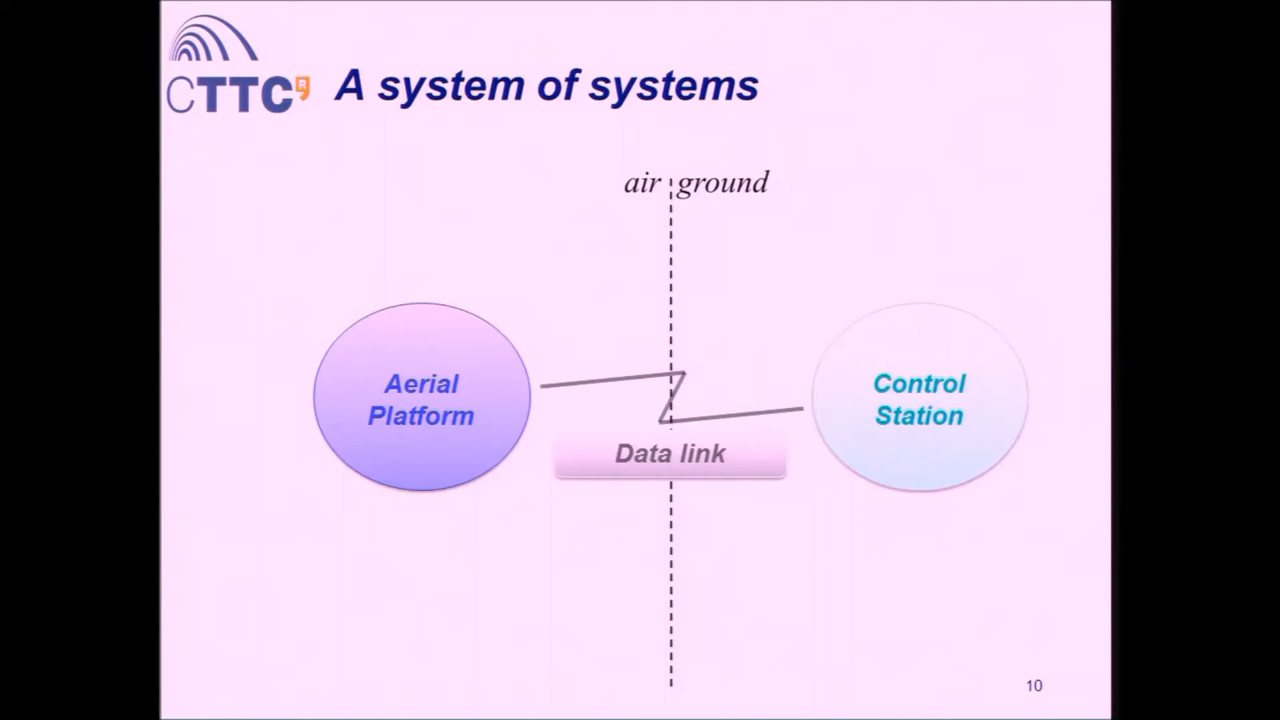 CTTC R
A system of systems
air ground
Aerial
Platform
Data link
Control
Station
10